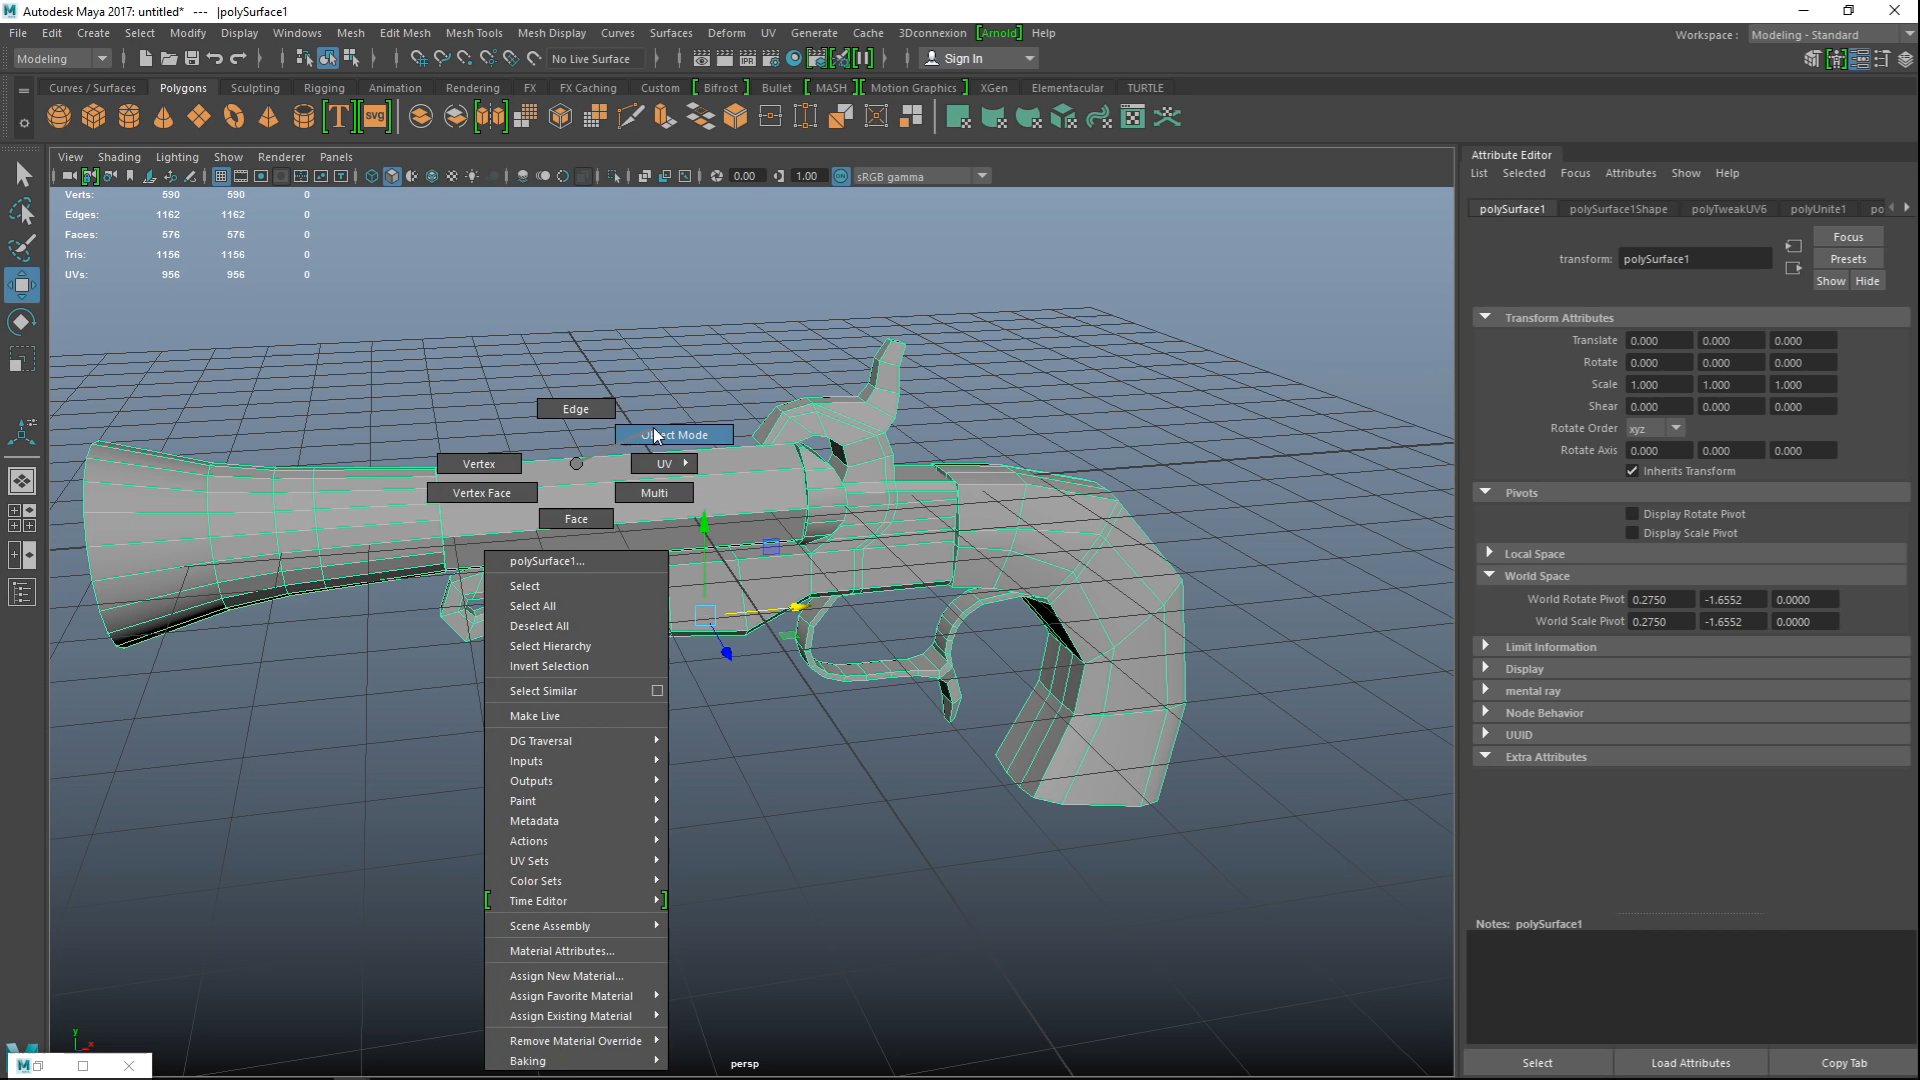 Autodesk Maya 2017: untitled* --- |polySurface1
File Edit Create Select Modify Display Windows Mesh Edit Mesh Mesh Tools Mesh Display Curves Surfaces Deform UV Generate Cache 3Dconnexion [Arnold] Help
Workspace : Modeling - Standard
Modeling No Live Surface Sign In
Curves / Surfaces Polygons Sculpting Rigging Animation Rendering FX FX Caching Custom [ Bifrost ] Bullet [ MASH ][ Motion Graphics ] XGen Elementacular TURTLE
View Shading Lighting Show Renderer Panels
0.00 1.00 ON sRGB gamma
Verts: 590 590 0
Edges: 1162 1162 0
Faces: 576 576 0
Tris: 1156 1156 0
UVs: 956 956 0
Edge
Mode
Vertex UV
Vertex Face Multi
Face
polySurface1...
Select
Select All
Deselect All
Select Hierarchy
Invert Selection
Select Similar
Make Live
DG Traversal
Inputs
Outputs
Paint
Metadata
Actions
UV Sets
Color Sets
Time Editor
Scene Assembly
Material Attributes...
Assign New Material...
Assign Favorite Material
Assign Existing Material
Remove Material Override
Baking
persp
y
Attribute Editor
List Selected Focus Attributes Show Help
polySurface1 polySurface1Shape polyTweakUV6 polyUnite1 po
transform: polySurface1
Focus
Presets
Show Hide
Transform Attributes
Translate 0.000 0.000 0.000
Rotate 0.000 0.000 0.000
Scale 1.000 1.000 1.000
Shear 0.000 0.000 0.000
Rotate Order xyz
Rotate Axis 0.000 0.000 0.000
Inherits Transform
Pivots
Display Rotate Pivot
Display Scale Pivot
Local Space
World Space
World Rotate Pivot 0.2750 -1.6552 0.0000
World Scale Pivot 0.2750 -1.6552 0.0000
Limit Information
Display
mental ray
Node Behavior
UUID
Extra Attributes
Notes: polySurface1
Select Load Attributes Copy Tab